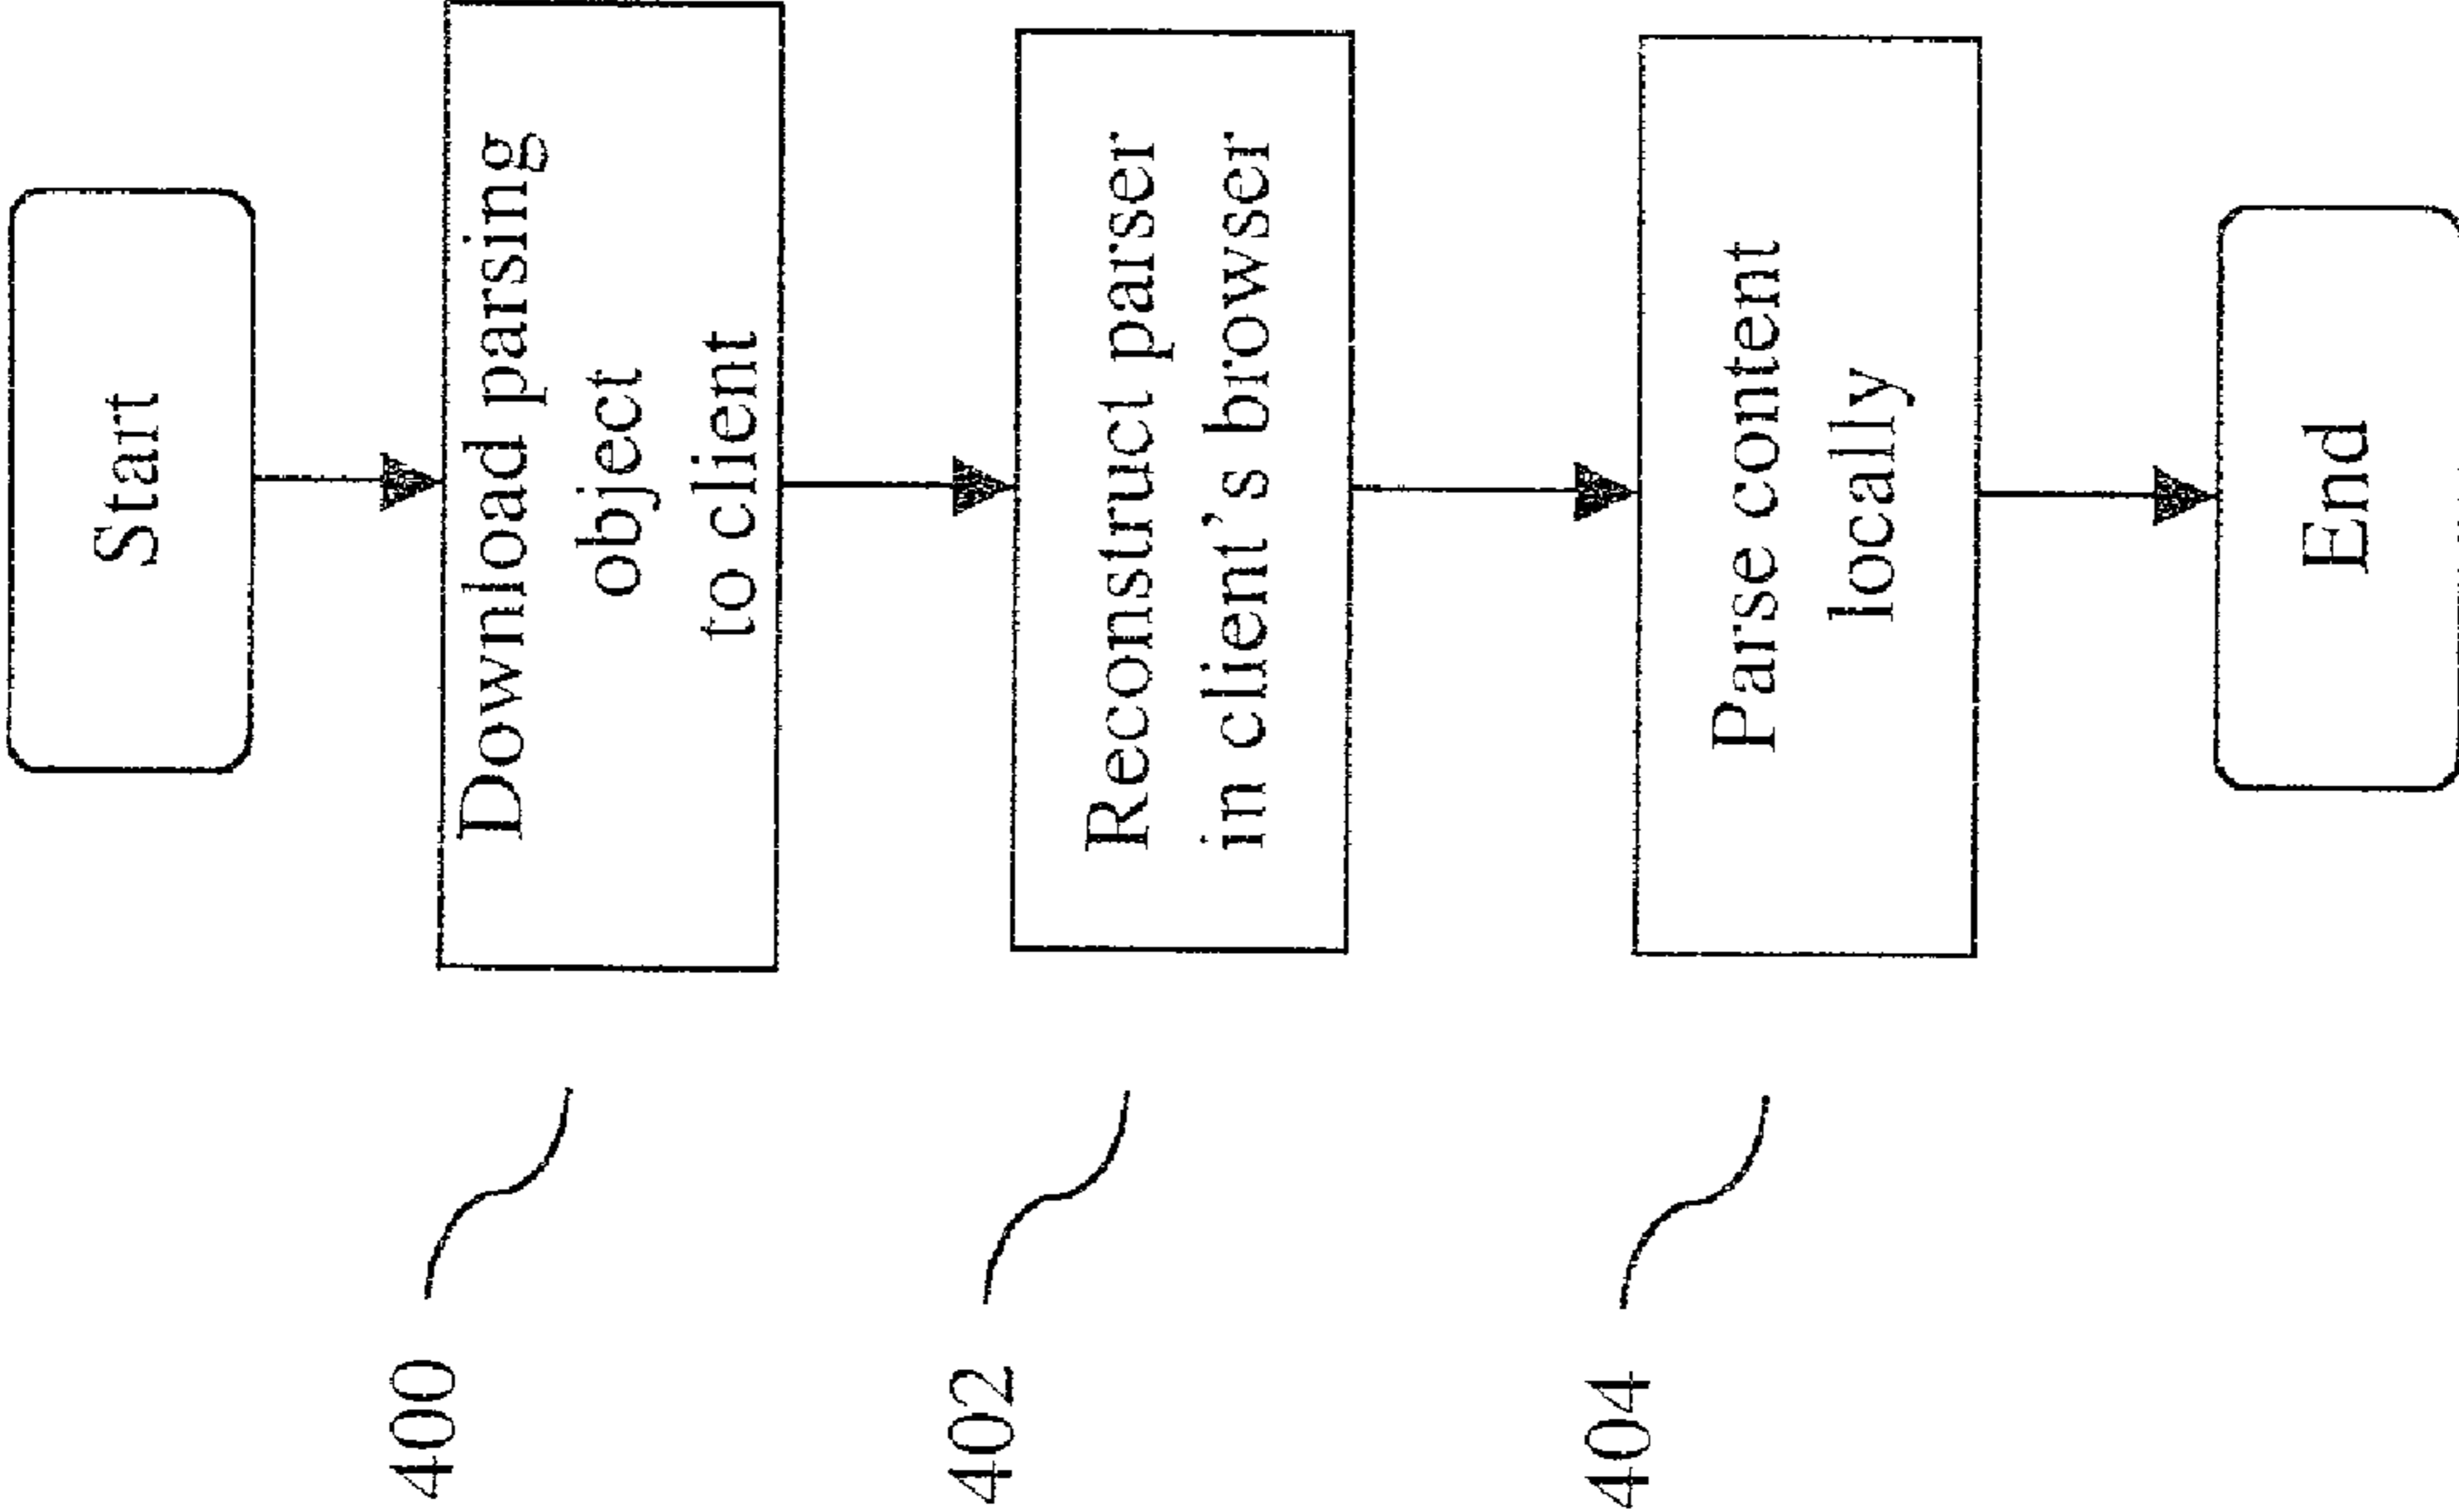 Start
400
Download parsing
object
to client
402
Reconstruct parser
in client's browser
404
Parse content
locally
End